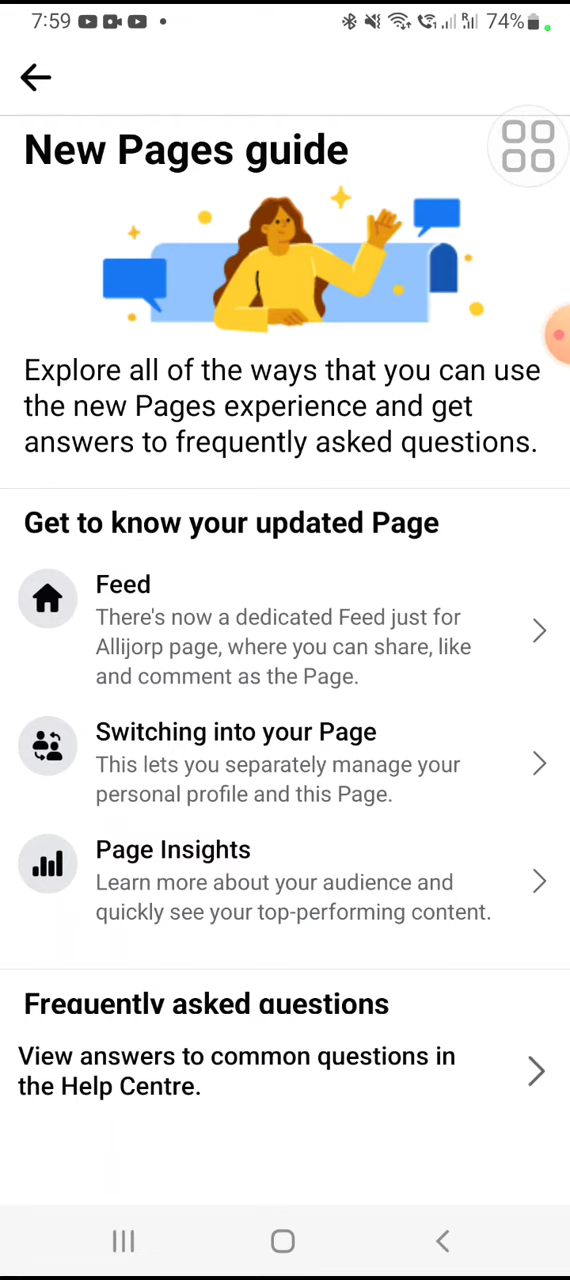 7:59
74%
New Pages guide
Explore all of the ways that you can use
the new Pages experience and get
answers to frequently asked questions.
Get to know your updated Page
Feed
There's now a dedicated Feed just for
Allijorp page, where you can share, like
and comment as the Page.
Switching into your Page
This lets you separately manage your
personal profile and this Page.
Page Insights
Learn more about your audience and
quickly see your top-performing content.
Frequently asked questions
View answers to common questions in
the Help Centre.